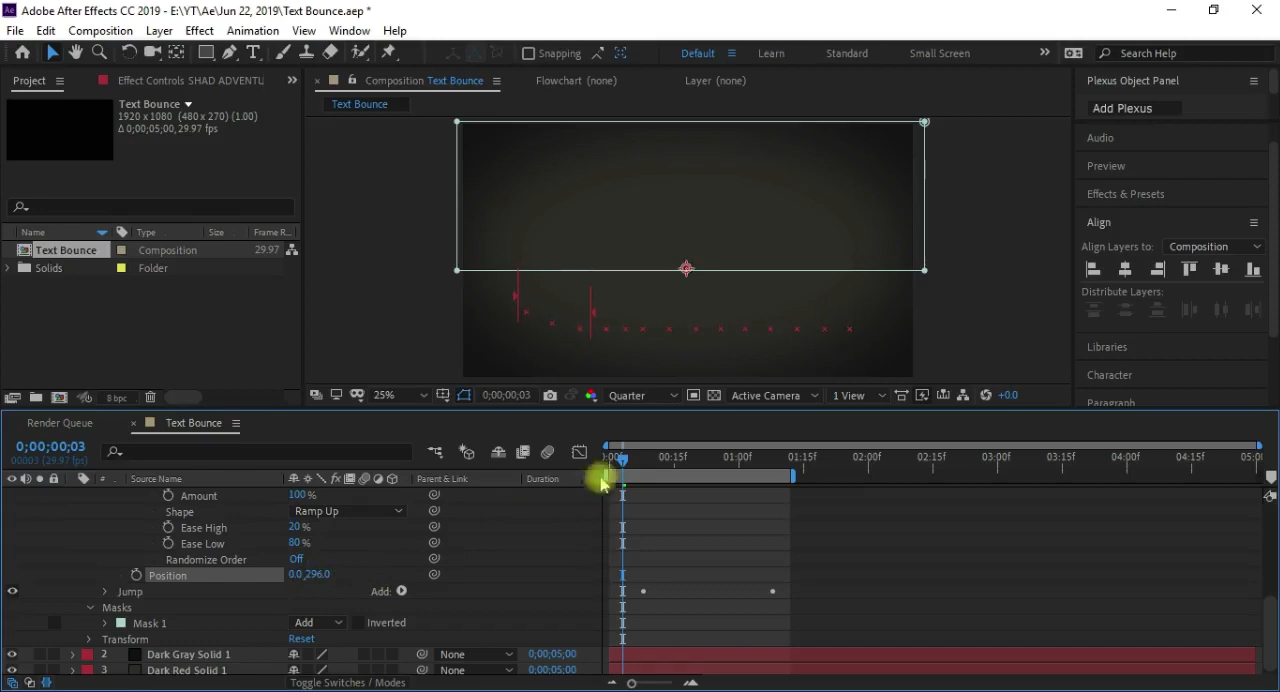 Adobe After Effects CC 2019 - E:\YT\Ae\Jun 22, 2019\Text Bounce.aep *
File Edit Composition Layer Effect Animation View Window Help
Snapping Default Learn Standard Small Screen Search Help
Project Effect Controls SHAD ADVENTU Composition Text Bounce Flowchart (none) Layer (none) Plexus Object Panel
Text Bounce
1920 x 1080 (480 x 270) (1.00)
Δ 0;00;05;00, 29.97 fps
Text Bounce
Add Plexus
Audio
Preview
Effects & Presets
Align
Align Layers to: Composition
Distribute Layers:
Libraries
Character
Paragraph
Name Type Size Frame R...
Text Bounce Composition 29.97
Solids Folder
8 bpc
25% 0;00;00;03 Quarter Active Camera 1 View +0.0
Render Queue Text Bounce
0;00;00;03
00003 (29.97 fps)
00:15f 01:00f 01:15f 02:00f 02:15f 03:00f 03:15f 04:00f 04:15f 05:0
# Source Name Parent & Link Duration
Amount 100 %
Shape Ramp Up
Ease High 20 %
Ease Low 80 %
Randomize Order Off
Position 0.0,296.0
Jump Add:
Masks
Mask 1 Add Inverted
Transform Reset
2 Dark Gray Solid 1 None 0;00;05;00
3 Dark Red Solid 1 None 0;00;05;00
Toggle Switches / Modes